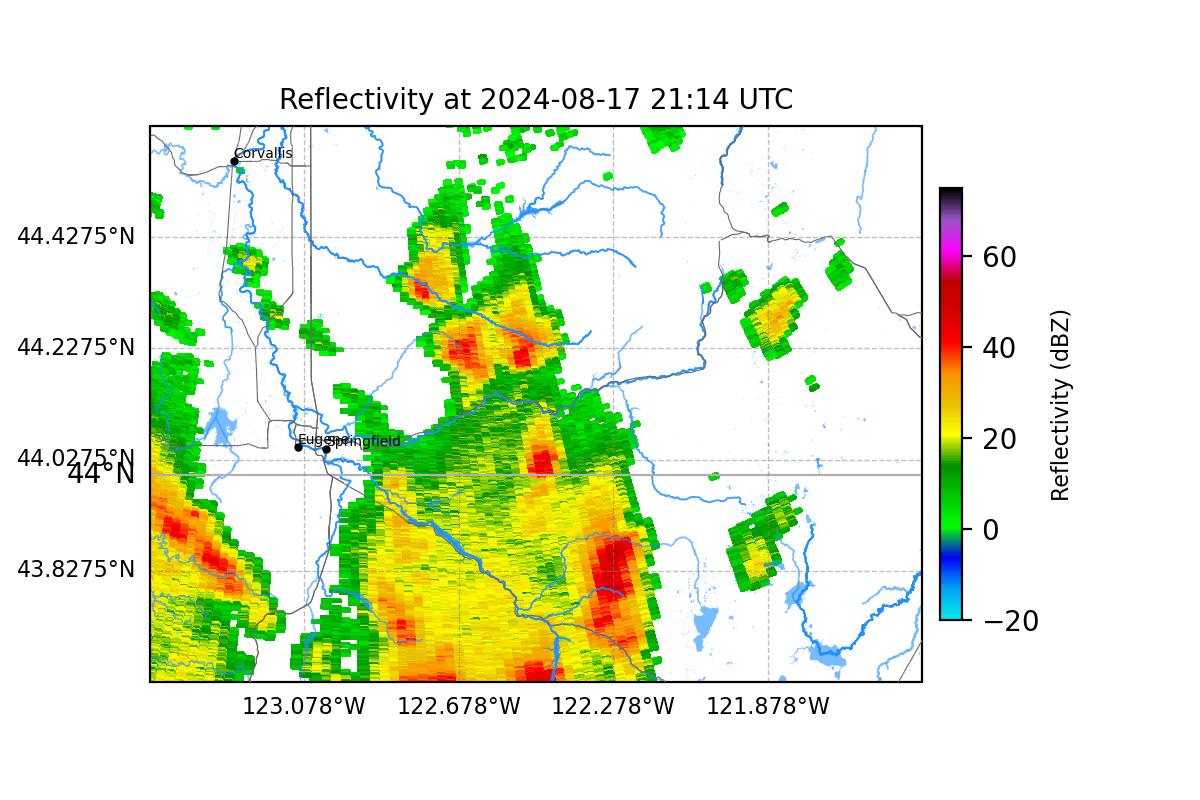 Reflectivity at 2024-08-17 21:14 UTC
Corvallis
44.4275°N
44.2275°N
Eugene
Springfield
44.0275°N
44°N
43.8275°N
123.078°W
122.678°W
122.278°W
121.878°W
60
40
20
0
−20
Reflectivity (dBZ)